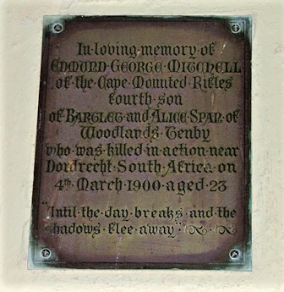 In·loving·memory·of
EDMUND·GEORGE·MITCHELL
of·the·Cape·Mounted·Rifles
fourth·son
of·BARTLET·and·ALICE·SPAN·of
Woodlands·Tenby
who·was·killed·in·action·near
Dordrecht·South·Africa·on
4th·March·1900·aged·23
"Until·the·day·breaks·and·the
shadows·flee·away"